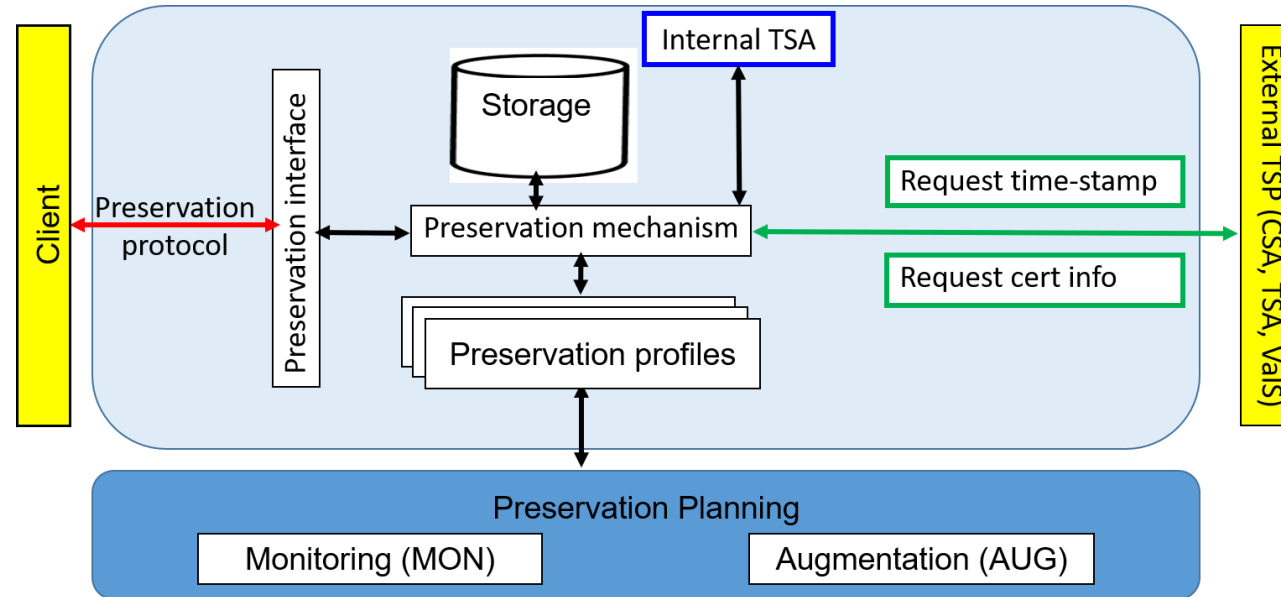 Internal TSA
Storage
Client
Preservation
protocol
Preservation interface
Preservation mechanism
Request time-stamp
Request cert info
External TSP (CSA, TSA, ValS)
Preservation profiles
Preservation Planning
Monitoring (MON)
Augmentation (AUG)